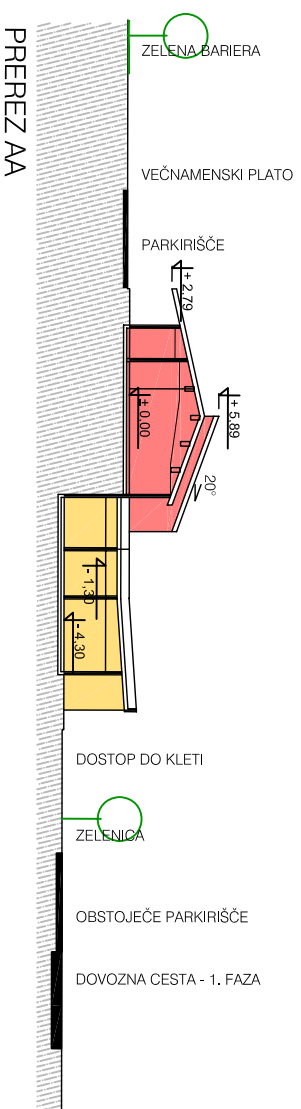 ZELENA BARIERA
VEČNAMENSKI PLATO
PARKIRIŠČE
+ 2,79
+ 5,89
± 0,00
20°
- 1,30
- 4,30
DOSTOP DO KLETI
ZELENICA
OBSTOJEČE PARKIRIŠČE
DOVOZNA CESTA - 1. FAZA
PREREZ AA